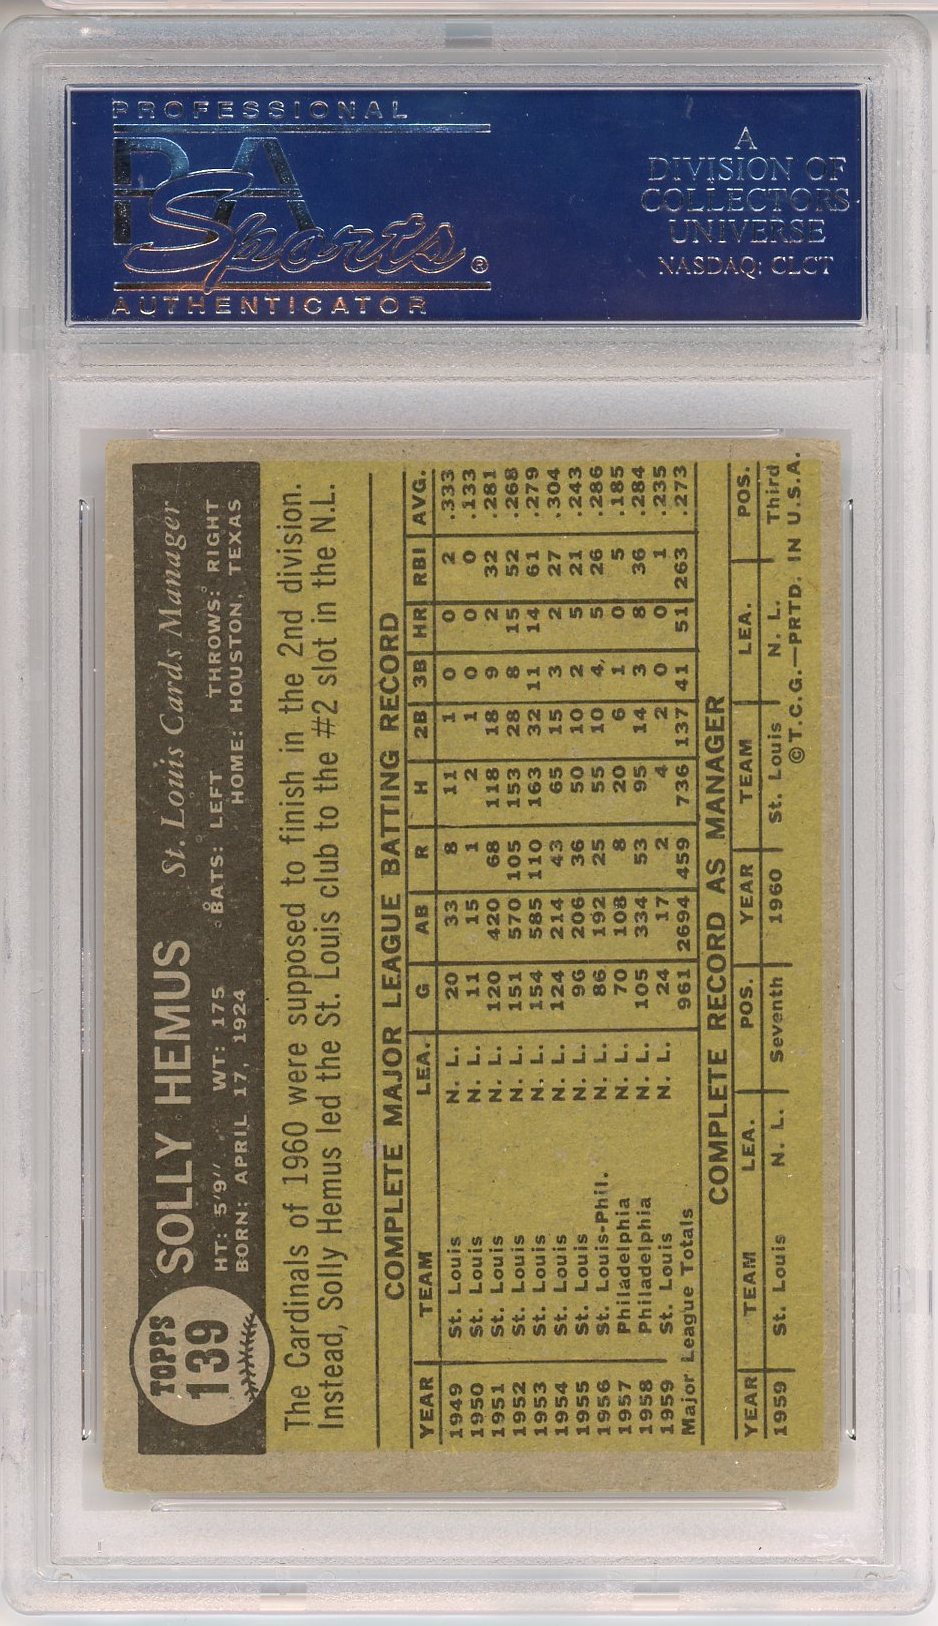 PROFESSIONAL
PSA
Sports®
AUTHENTICATOR
A
DIVISION OF
COLLECTORS
UNIVERSE
NASDAQ: CLCT
TOPPS
139
SOLLY HEMUS St. Louis Cards Manager
HT: 5'9" WT: 175 BATS: LEFT THROWS: RIGHT
BORN: APRIL 17, 1924 HOME: HOUSTON, TEXAS
The Cardinals of 1960 were supposed to finish in the 2nd division.
Instead, Solly Hemus led the St. Louis club to the #2 slot in the N.L.
COMPLETE MAJOR LEAGUE BATTING RECORD
YEAR TEAM LEA. G AB R H 2B 3B HR RBI AVG.
1949 St. Louis N. L. 20 33 8 11 1 0 0 2 .333
1950 St. Louis N. L. 11 15 1 2 1 0 0 0 .133
1951 St. Louis N. L. 120 420 68 118 18 9 2 32 .281
1952 St. Louis N. L. 151 570 105 153 28 8 15 52 .268
1953 St. Louis N. L. 154 585 110 163 32 11 14 61 .279
1954 St. Louis N. L. 124 214 43 65 15 3 2 27 .304
1955 St. Louis N. L. 96 206 36 50 10 2 5 21 .243
1956 St. Louis-Phil. N. L. 86 192 25 55 10 4 5 26 .286
1957 Philadelphia N. L. 70 108 8 20 6 1 0 5 .185
1958 Philadelphia N. L. 105 334 53 95 14 3 8 36 .284
1959 St. Louis N. L. 24 17 2 4 2 0 0 1 .235
Major League Totals 961 2694 459 736 137 41 51 263 .273
COMPLETE RECORD AS MANAGER
YEAR TEAM LEA. POS. YEAR TEAM LEA. POS.
1959 St. Louis N. L. Seventh 1960 St. Louis N. L. Third
©T.C.G.—PRTD. IN U.S.A.